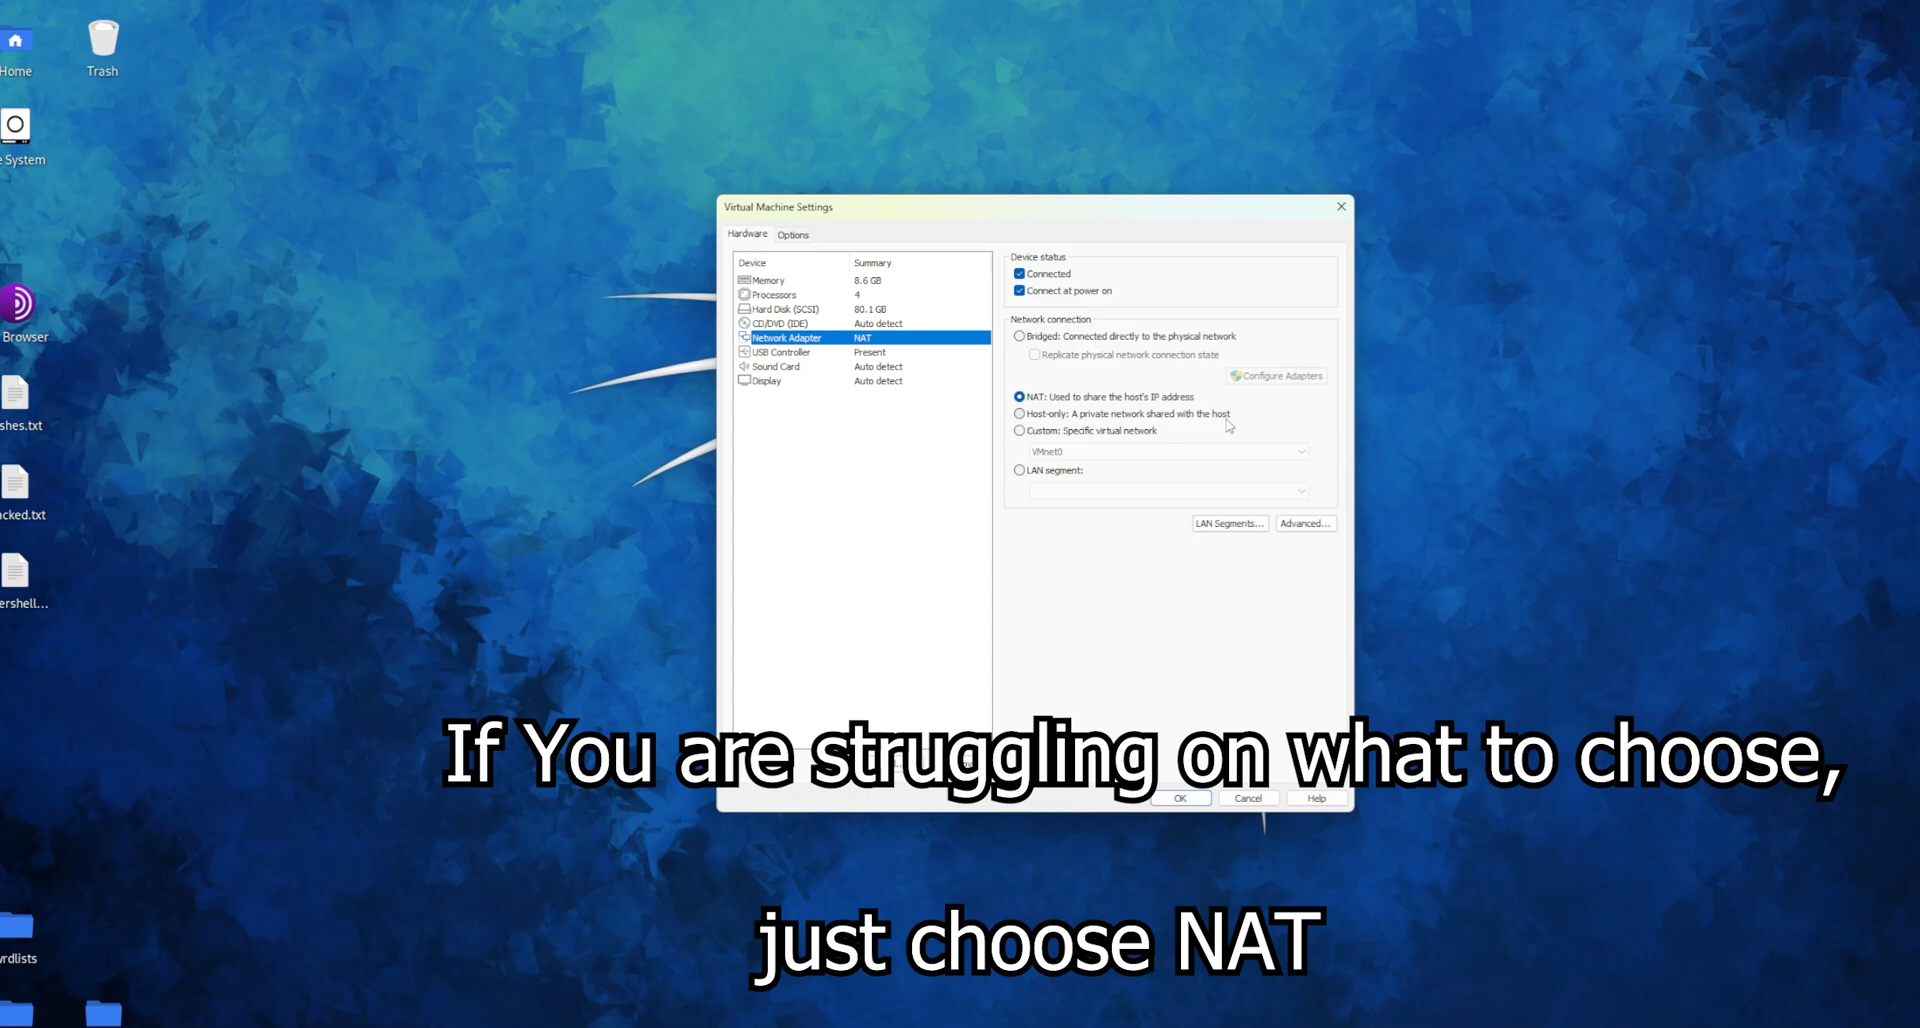 Home
Trash
System
Browser
shes.txt
acked.txt
ershell...
rdlists
Virtual Machine Settings
Hardware
Options
Device Summary
Memory 8.6 GB
Processors 4
Hard Disk (SCSI) 80.1 GB
CD/DVD (IDE) Auto detect
Network Adapter NAT
USB Controller Present
Sound Card Auto detect
Display Auto detect
Device status
Connected
Connect at power on
Network connection
Bridged: Connected directly to the physical network
Replicate physical network connection state
Configure Adapters
NAT: Used to share the host's IP address
Host-only: A private network shared with the host
Custom: Specific virtual network
VMnet0
LAN segment:
LAN Segments... Advanced...
OK Cancel Help
If You are struggling on what to choose,
just choose NAT